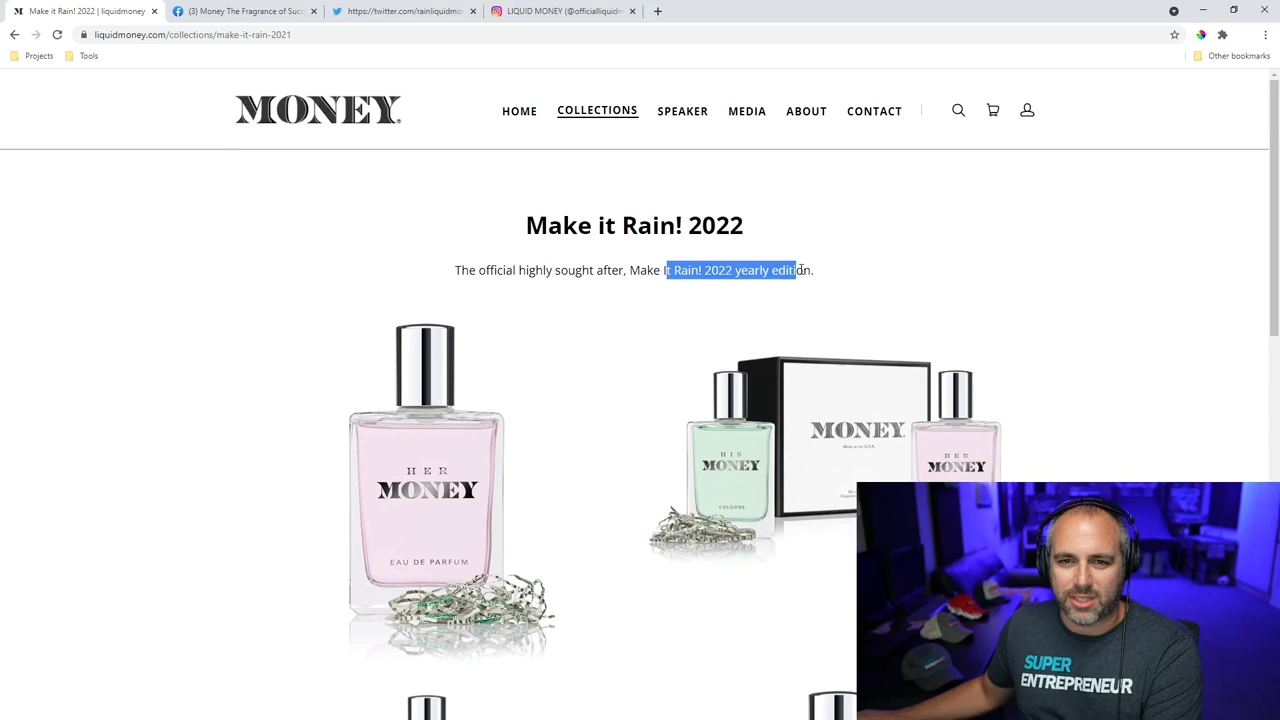 Make it Rain! 2022 | liquidmoney
(3) Money The Fragrance of Succ
https://twitter.com/rainliquidmo
LIQUID MONEY (@officialliquidm
liquidmoney.com/collections/make-it-rain-2021
Projects
Tools
Other bookmarks
MONEY
HOME
COLLECTIONS
SPEAKER
MEDIA
ABOUT
CONTACT
Make it Rain! 2022
The official highly sought after, Make It Rain! 2022 yearly edition.
HER
MONEY
EAU DE PARFUM
HIS
MONEY
COLOGNE
MONEY
HER
MONEY
SUPER
ENTREPRENEUR